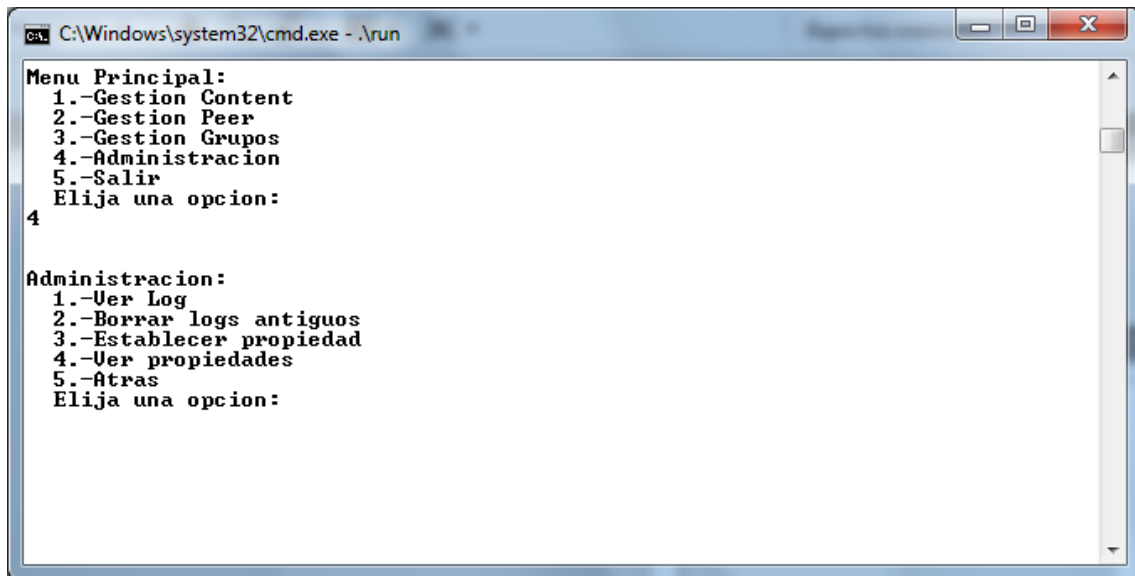 C:\Windows\system32\cmd.exe - .\run
Menu Principal:
1.-Gestion Content
2.-Gestion Peer
3.-Gestion Grupos
4.-Administracion
5.-Salir
Elija una opcion:
4
Administracion:
1.-Ver Log
2.-Borrar logs antiguos
3.-Establecer propiedad
4.-Ver propiedades
5.-Atras
Elija una opcion: